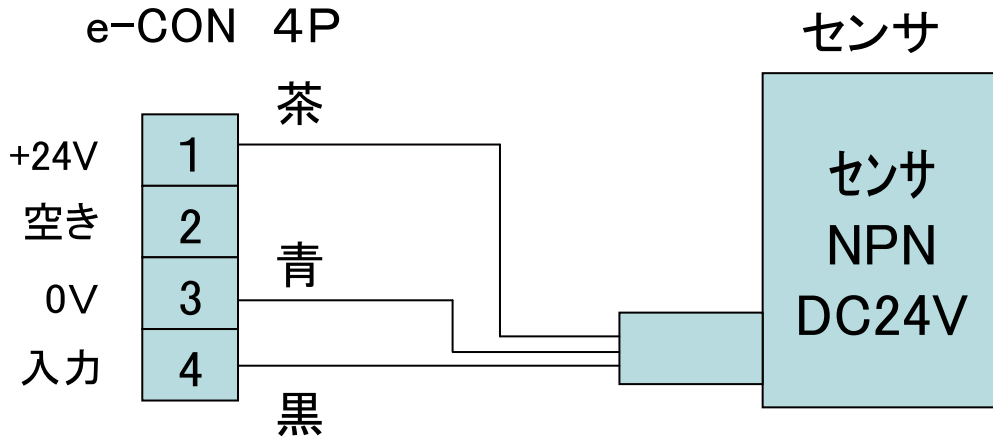 e-CON 4P
センサ
茶
+24V
1
空き
2
青
0V
3
入力
4
黒
センサ
NPN
DC24V